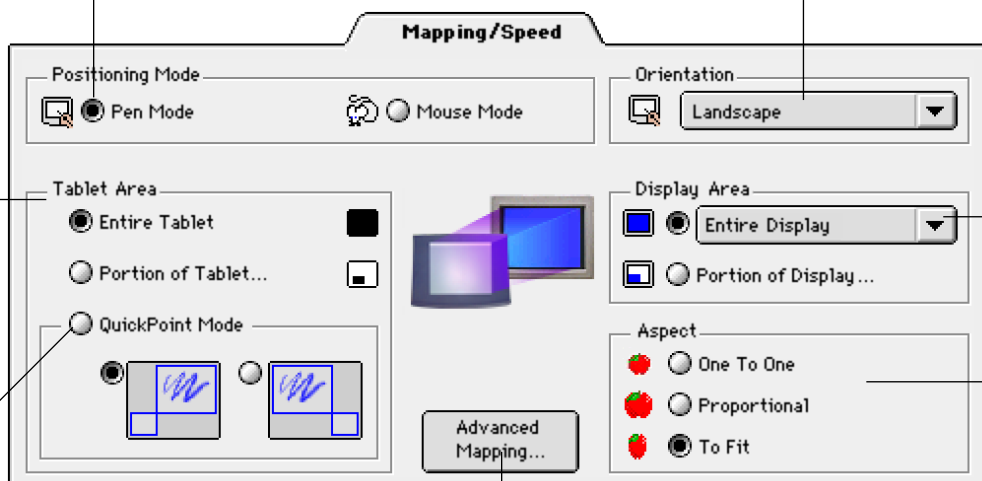 Mapping/Speed
Positioning Mode
Pen Mode
Mouse Mode
Orientation
Landscape
Tablet Area
Entire Tablet
Portion of Tablet...
QuickPoint Mode
Display Area
Entire Display
Portion of Display...
Aspect
One To One
Proportional
To Fit
Advanced
Mapping...